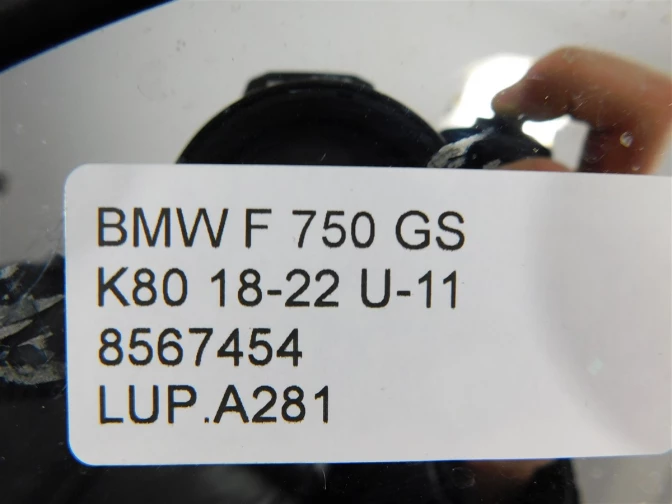 BMW F 750 GS
K80 18-22 U-11
8567454
LUP.A281